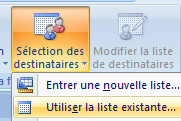 Sélection des
destinataires
Modifier la liste
de destinataires
Entrer une nouvelle liste...
Utiliser la liste existante...